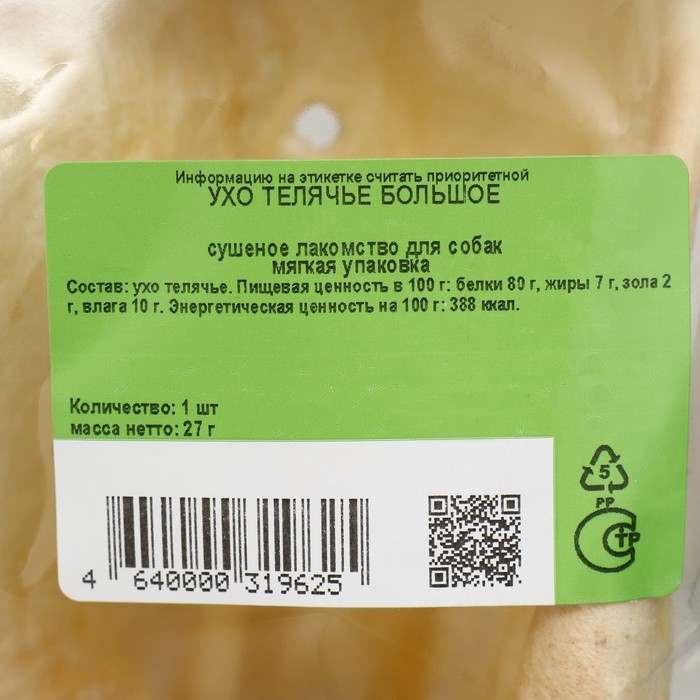 Информацию на этикетке считать приоритетной
УХО ТЕЛЯЧЬЕ БОЛЬШОЕ
сушеное лакомство для собак
мягкая упаковка
Состав: ухо телячье. Пищевая ценность в 100 г: белки 80 г, жиры 7 г, зола 2
г, влага 10 г. Энергетическая ценность на 100 г: 388 ккал.
Количество: 1 шт
масса нетто: 27 г
5
PP
СТР
4 640000 319625